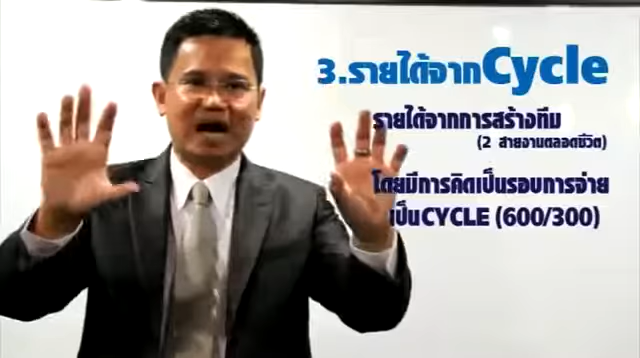 3.รายได้จากCycle
รายได้จากการสร้างทีม
(2 สายงานตลอดชีวิต)
โดยมีการคิดเป็นรอบการจ่าย
เป็นCYCLE (600/300)